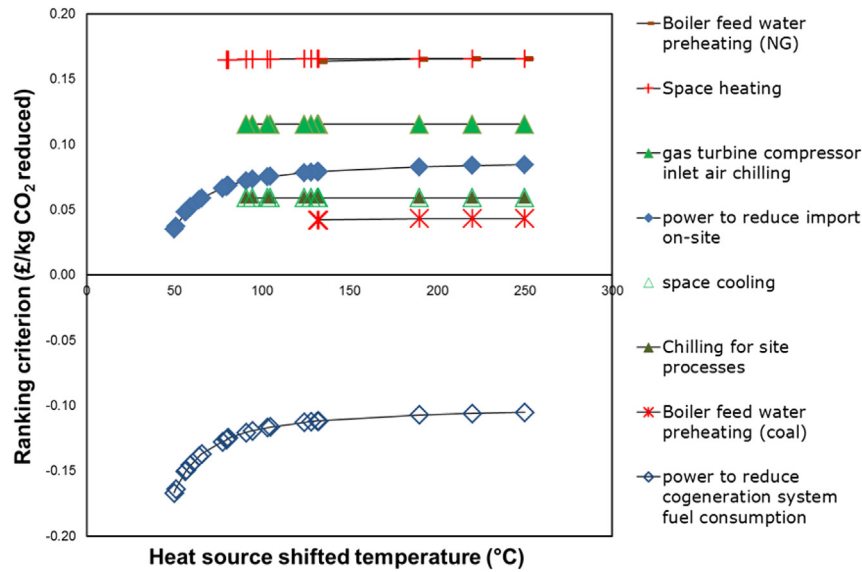 0.20
0.15
0.10
0.05
0.00
-0.05
-0.10
-0.15
-0.20
0
50
100
150
200
250
300
Ranking criterion (£/kg CO₂ reduced)
Heat source shifted temperature (°C)
Boiler feed water
preheating (NG)
Space heating
gas turbine compressor
inlet air chilling
power to reduce import
on-site
space cooling
Chilling for site
processes
Boiler feed water
preheating (coal)
power to reduce
cogeneration system
fuel consumption